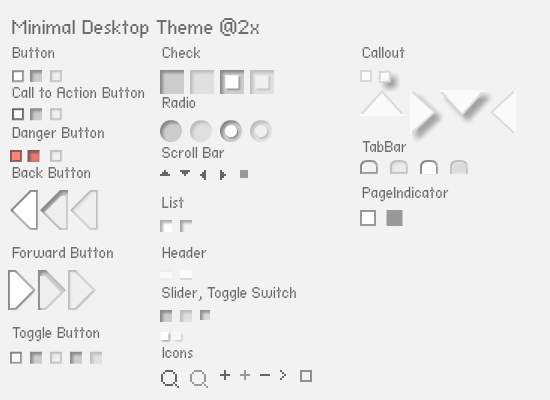 Minimal Desktop Theme @2x
Button
Call to Action Button
Danger Button
Back Button
Forward Button
Toggle Button
Check
Radio
Scroll Bar
List
Header
Slider, Toggle Switch
Icons
Callout
TabBar
PageIndicator